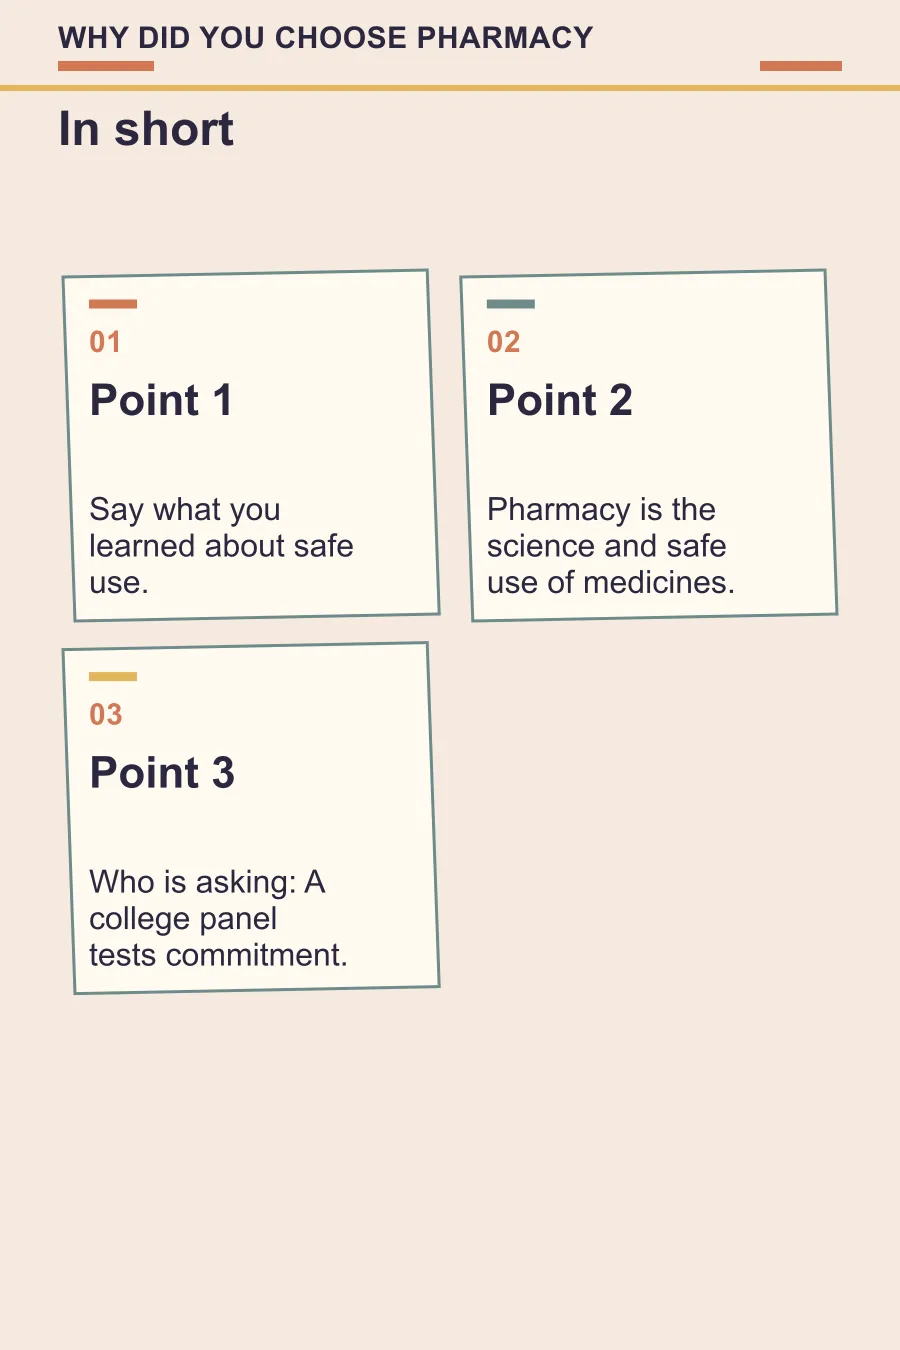 WHY DID YOU CHOOSE PHARMACY
In short
01
Point 1
Say what you
learned about safe
use.
02
Point 2
Pharmacy is the
science and safe
use of medicines.
03
Point 3
Who is asking: A
college panel
tests commitment.